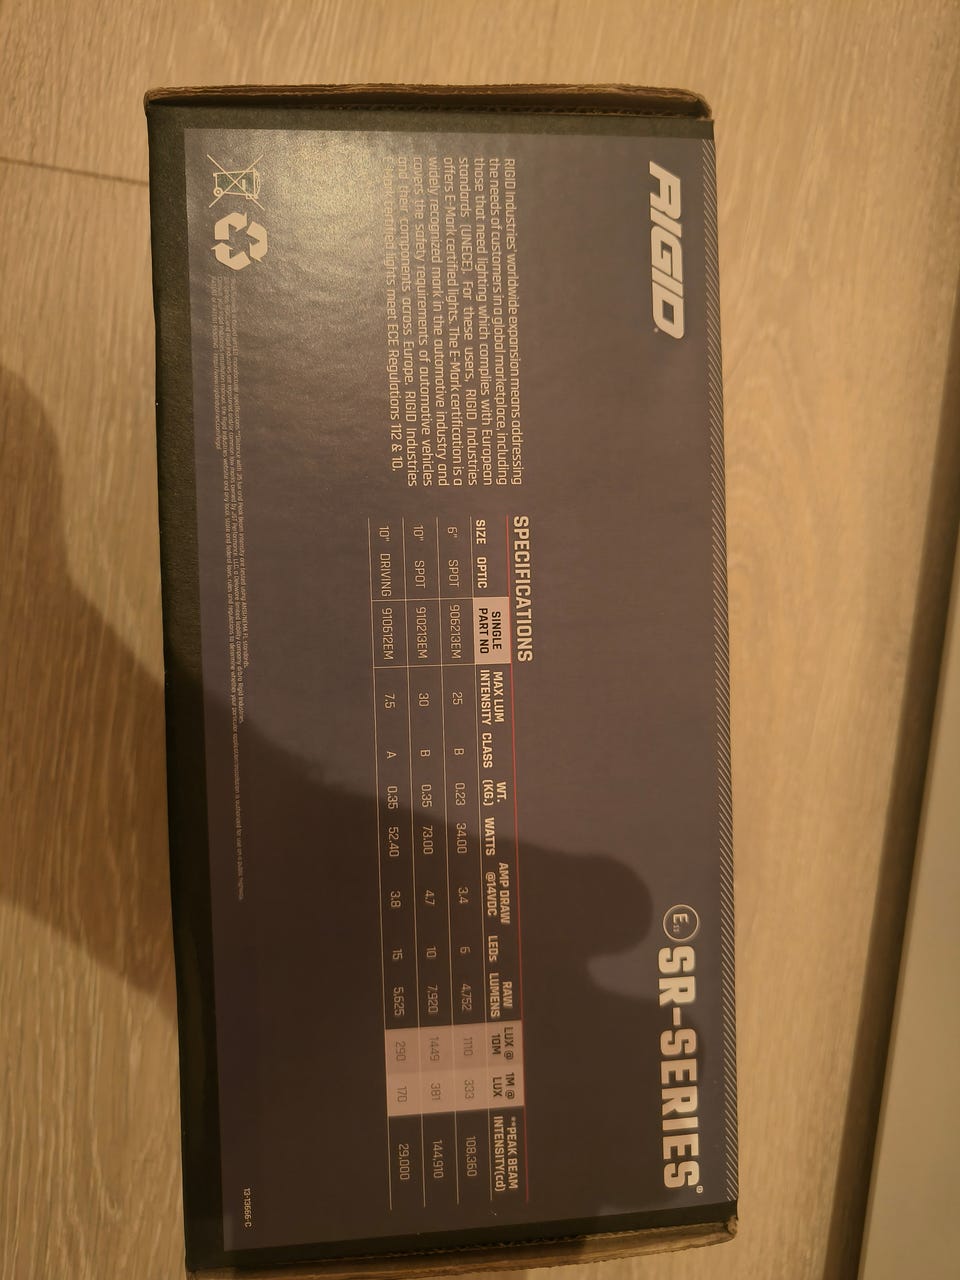 RIGID
E SR-SERIES®
RIGID Industries' worldwide expansion means addressing
the needs of customers in a global marketplace, including
those that need lighting which complies with European
standards (UNECE). For these users, RIGID Industries
offers E-Mark certified lights. The E-Mark certification is a
widely recognized mark in the automotive industry and
covers the safety requirements of automotive vehicles
and their components across Europe. RIGID Industries
E-Mark certified lights meet ECE Regulations 112 & 10.
SPECIFICATIONS
SIZE OPTIC SINGLE PART NO MAX LUM INTENSITY CLASS WT. (KG.) WATTS AMP DRAW @14VDC LEDs RAW LUMENS LUX @ 10M 1M @ LUX **PEAK BEAM INTENSITY(cd)
6" SPOT 906213EM 25 B 0.23 34.00 3.4 6 4,752 1110 333 108,360
10" SPOT 910213EM 30 B 0.35 73.00 4.7 10 7,920 1449 381 144,910
10" DRIVING 910612EM 7.5 A 0.35 52.40 3.8 15 5,625 290 170 29,000
13-13666-C